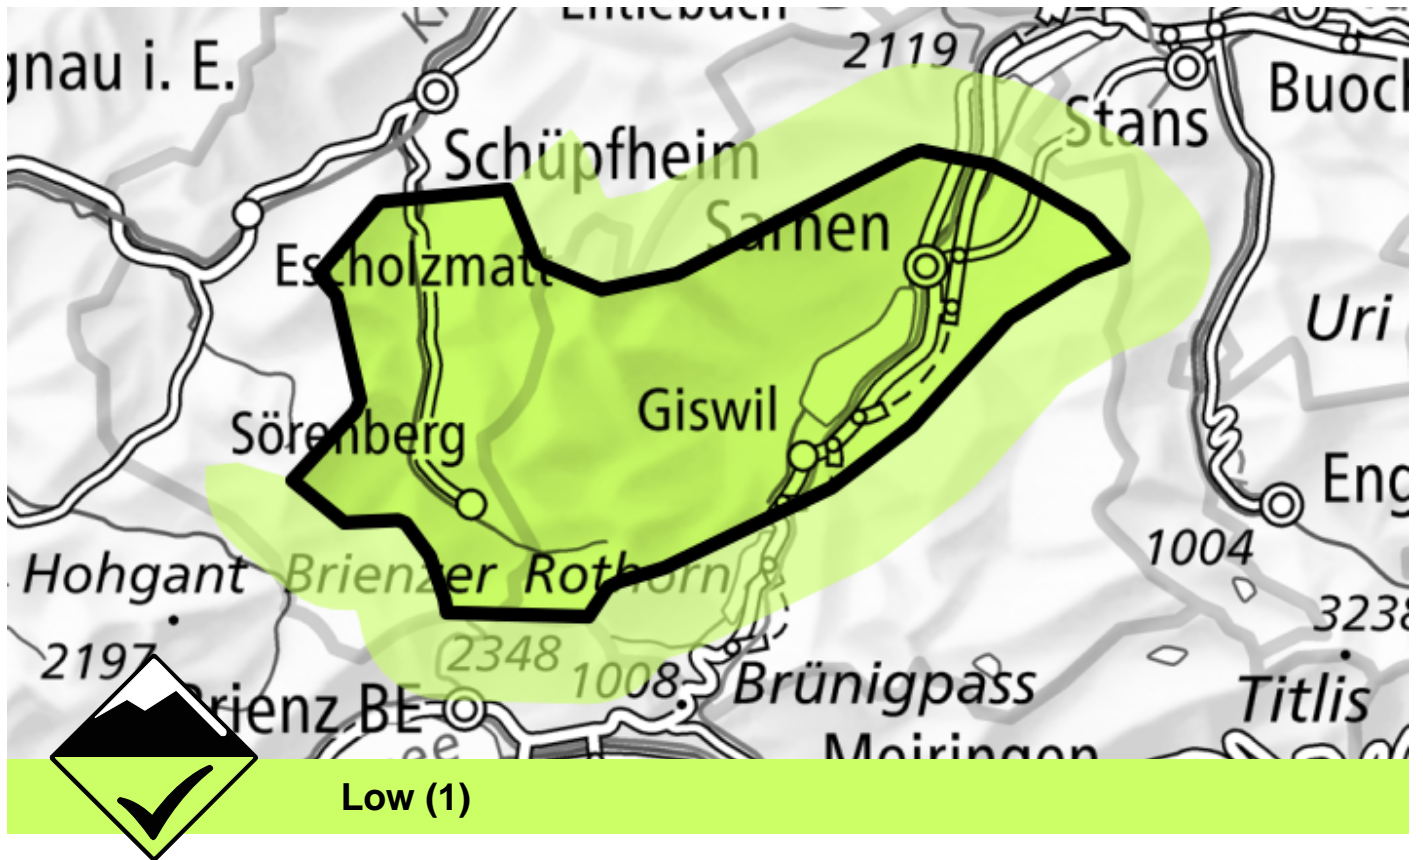 Entlebuch
2119
gnau i. E.
Buoch
Stans
Schüpfheim
Sarnen
Escholzmatt
Uri
Giswil
Sörenberg
Eng
1004
Hohgant
Brienzer Rothorn
3238
2197
2348
1008
Brünigpass
Titlis
Brienz BE
ee
Meiringen
Low (1)